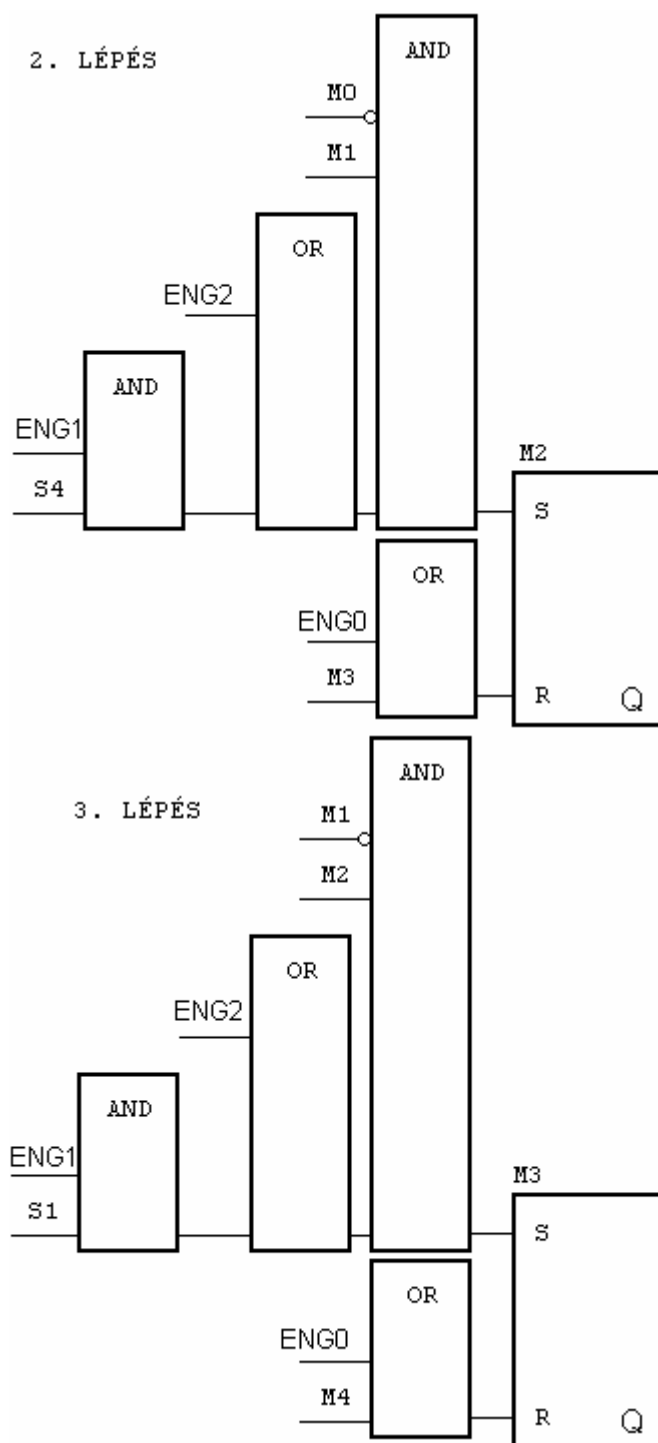 AND
2. LÉPÉS
M0
M1
OR
ENG2
AND
ENG1
S4
M2
S
OR
ENG0
M3
R
Q
AND
3. LÉPÉS
M1
M2
OR
ENG2
AND
ENG1
S1
M3
S
OR
ENG0
M4
R
Q